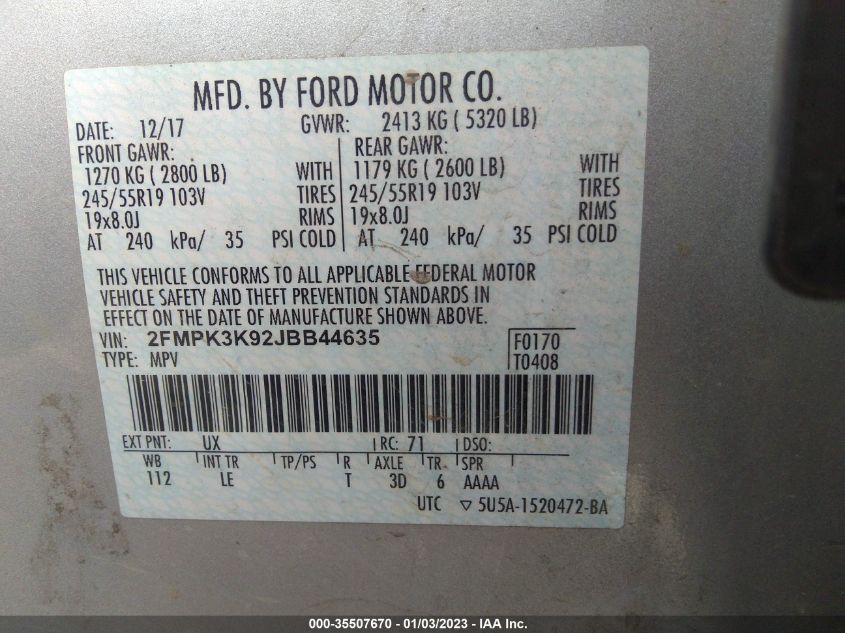 MFD. BY FORD MOTOR CO.
DATE: 12/17 GVWR: 2413 KG ( 5320 LB)
FRONT GAWR: REAR GAWR:
1270 KG ( 2800 LB) WITH 1179 KG ( 2600 LB) WITH
245/55R19 103V TIRES 245/55R19 103V TIRES
19x8.0J RIMS 19x8.0J RIMS
AT 240 kPa/ 35 PSI COLD AT 240 kPa/ 35 PSI COLD
THIS VEHICLE CONFORMS TO ALL APPLICABLE FEDERAL MOTOR
VEHICLE SAFETY AND THEFT PREVENTION STANDARDS IN
EFFECT ON THE DATE OF MANUFACTURE SHOWN ABOVE.
VIN: 2FMPK3K92JBB44635 F0170
TYPE: MPV T0408
EXT PNT: UX RC: 71 DSO:
WB INT TR TP/PS R AXLE TR SPR
112 LE T 3D 6 AAAA
UTC ▽ 5U5A-1520472-BA
000-35507670 - 01/03/2023 - IAA Inc.